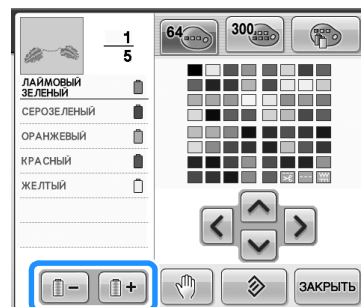 1
5
64
300
ЛАЙМОВЫЙ
ЗЕЛЕНЫЙ
СЕРОЗЕЛЕНЫЙ
ОРАНЖЕВЫЙ
КРАСНЫЙ
ЖЕЛТЫЙ
- +
ЗАКРЫТЬ